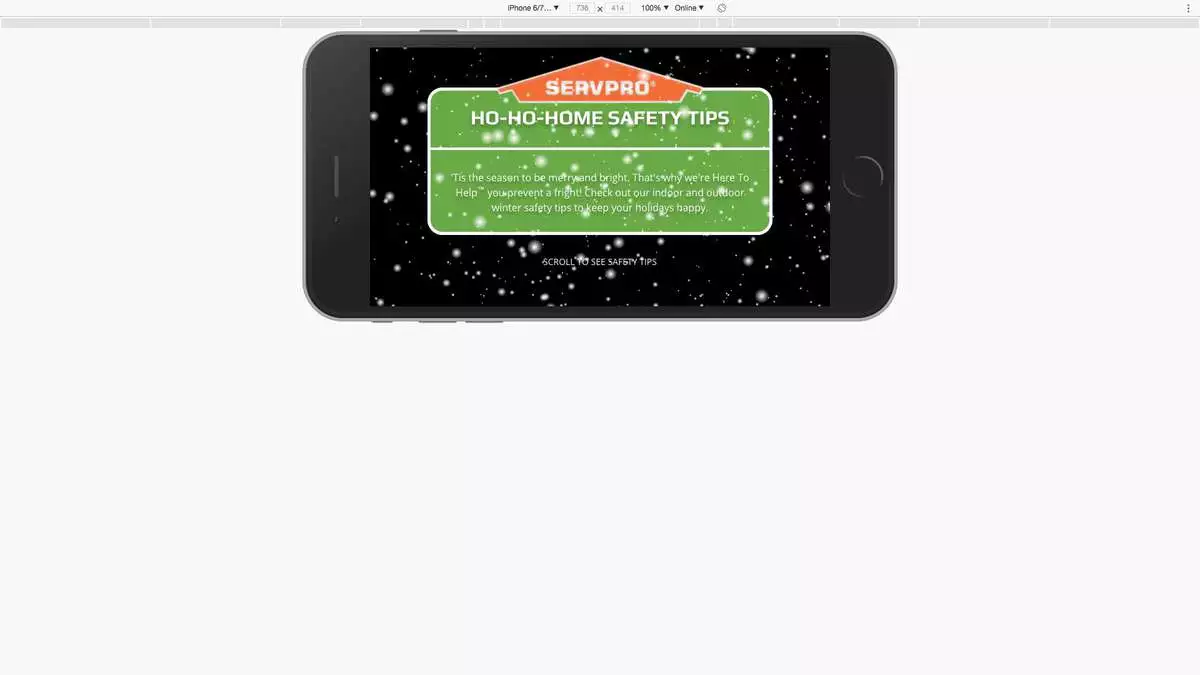 iPhone 6/7... ▼ 736 x 414 100% ▼ Online ▼
SERVPRO®
HO-HO-HOME SAFETY TIPS
'Tis the season to be merry and bright. That's why we're Here To
Help™ you prevent a fright! Check out our indoor and outdoor
winter safety tips to keep your holidays happy.
SCROLL TO SEE SAFETY TIPS